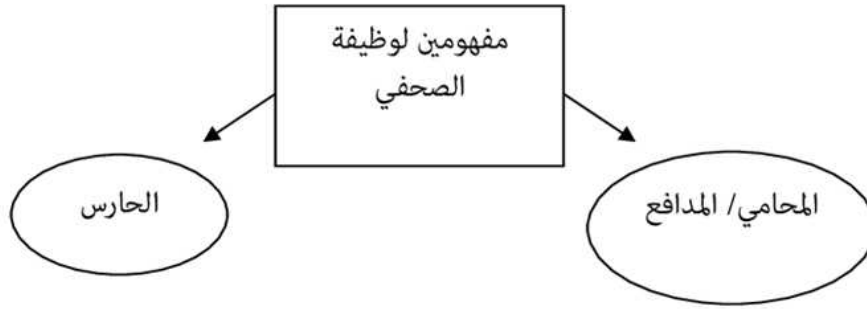 مفهومين لوظيفة
الصحفي
المحامي/ المدافع
الحارس